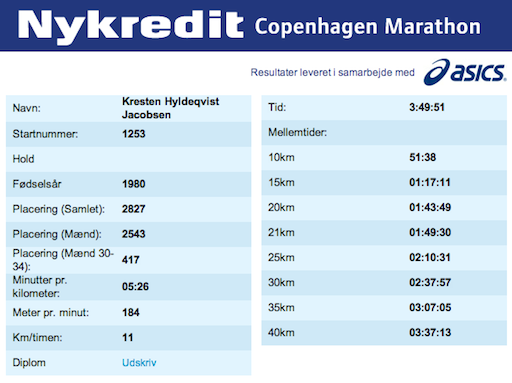 Nykredit Copenhagen Marathon
Resultater leveret i samarbejde med asics
Navn: Kresten Hyldeqvist
Jacobsen
Startnummer: 1253
Hold
Fødselsår 1980
Placering (Samlet): 2827
Placering (Mænd): 2543
Placering (Mænd 30-
34): 417
Minutter pr.
kilometer: 05:26
Meter pr. minut: 184
Km/timen: 11
Diplom Udskriv
Tid: 3:49:51
Mellemtider:
10km 51:38
15km 01:17:11
20km 01:43:49
21km 01:49:30
25km 02:10:31
30km 02:37:57
35km 03:07:05
40km 03:37:13